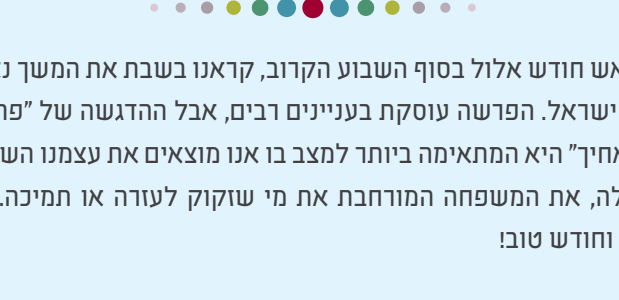 אש חודש אלול בסוף השבוע הקרוב, קראנו בשבת את המשך
ישראל. הפרשה עוסקת בעניינים רבים, אבל ההדגשה של
אחיך" היא המתאימה ביותר למצב בו אנו מוצאים את עצמנו
לה, את המשפחה המורחבת את מי שזקוק לעזרה או תמיכה.
וחודש טוב!